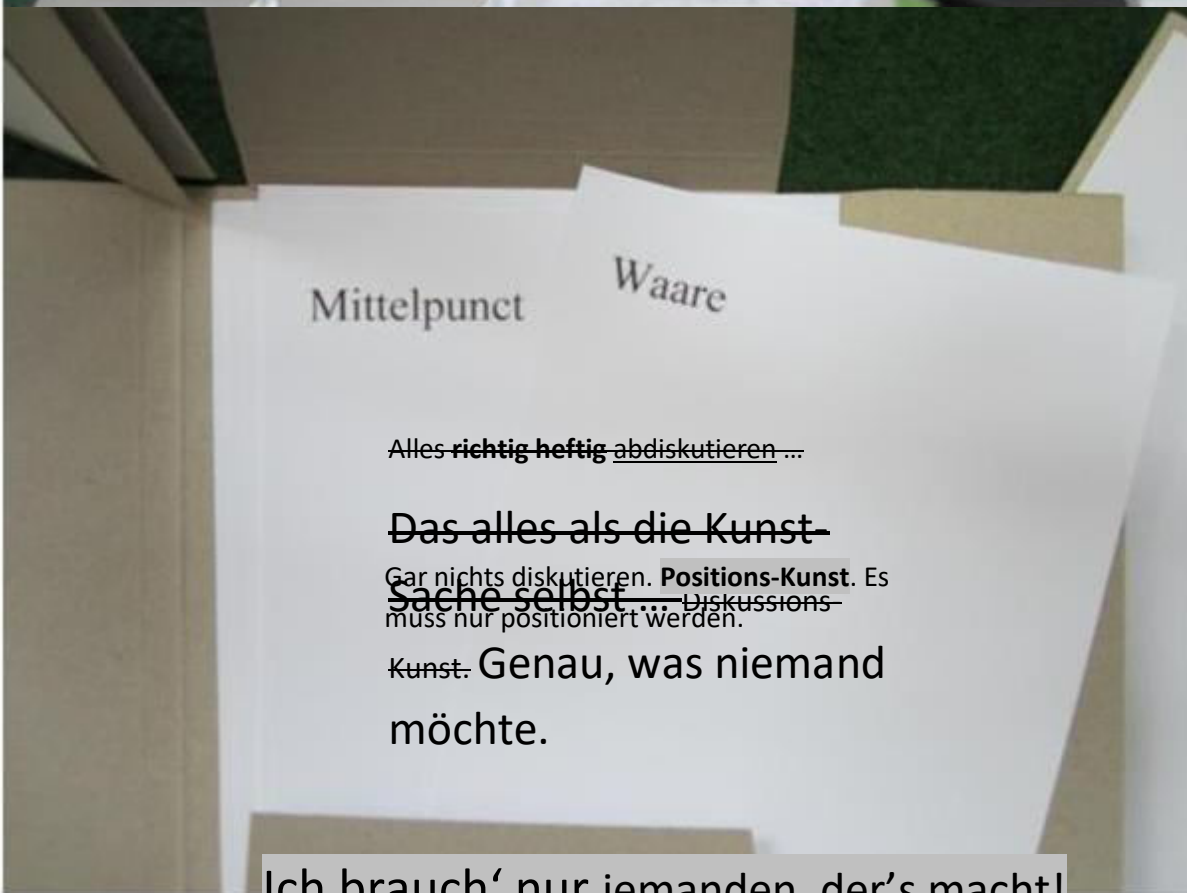 Mittelpunct
Waare
Alles richtig heftig abdiskutieren ...
Das alles als die Kunst-
Gar nichts diskutieren. Positions-Kunst. Es
Sache selbst ... Diskussions-
muss nur positioniert werden.
Kunst. Genau, was niemand
möchte.
Ich brauch‘ nur jemanden, der’s macht!